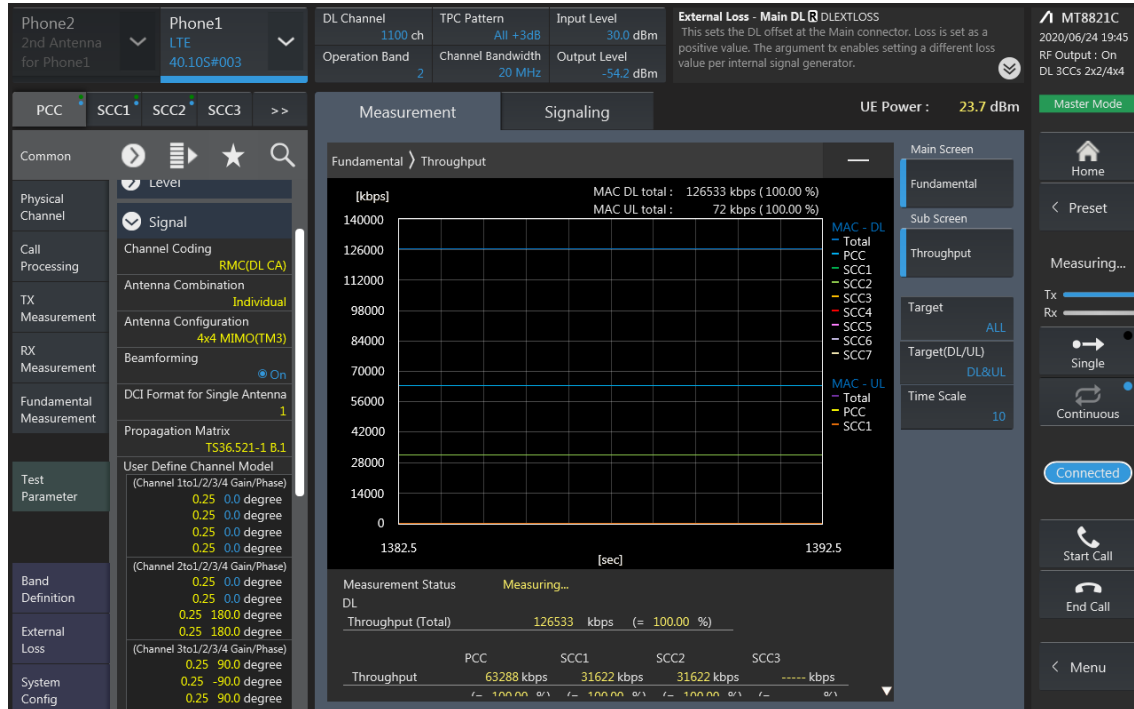 Phone2
2nd Antenna
for Phone1
Phone1
LTE
40.10S#003
DL Channel
1100 ch
TPC Pattern
All +3dB
Input Level
30.0 dBm
Operation Band
2
Channel Bandwidth
20 MHz
Output Level
-54.2 dBm
External Loss - Main DL R DLEXTLOSS
This sets the DL offset at the Main connector. Loss is set as a
positive value. The argument tx enables setting a different loss
value per internal signal generator.
MT8821C
2020/06/24 19:45
RF Output : On
DL 3CCs 2x2/4x4
PCC SCC1 SCC2 SCC3 >>
Measurement
Signaling
UE Power : 23.7 dBm
Master Mode
Common
Physical
Channel
Call
Processing
TX
Measurement
RX
Measurement
Fundamental
Measurement
Test
Parameter
Band
Definition
External
Loss
System
Config
Level
Signal
Channel Coding
RMC(DL CA)
Antenna Combination
Individual
Antenna Configuration
4x4 MIMO(TM3)
Beamforming
On
DCI Format for Single Antenna
1
Propagation Matrix
TS36.521-1 B.1
User Define Channel Model
(Channel 1to1/2/3/4 Gain/Phase)
0.25 0.0 degree
0.25 0.0 degree
0.25 0.0 degree
0.25 0.0 degree
(Channel 2to1/2/3/4 Gain/Phase)
0.25 0.0 degree
0.25 0.0 degree
0.25 180.0 degree
0.25 180.0 degree
(Channel 3to1/2/3/4 Gain/Phase)
0.25 90.0 degree
0.25 -90.0 degree
0.25 90.0 degree
Fundamental 〉 Throughput
[kbps]
MAC DL total : 126533 kbps ( 100.00 %)
MAC UL total : 72 kbps ( 100.00 %)
140000
126000
112000
98000
84000
70000
56000
42000
28000
14000
0
1382.5
[sec]
1392.5
MAC - DL
Total
PCC
SCC1
SCC2
SCC3
SCC4
SCC5
SCC6
SCC7
MAC - UL
Total
PCC
SCC1
Measurement Status Measuring...
DL
Throughput (Total) 126533 kbps (= 100.00 %)
PCC SCC1 SCC2 SCC3
Throughput 63288 kbps 31622 kbps 31622 kbps ----- kbps
(= 100.00 %) (= 100.00 %) (= 100.00 %) (= %)
Main Screen
Fundamental
Sub Screen
Throughput
Target
ALL
Target(DL/UL)
DL&UL
Time Scale
10
Home
< Preset
Measuring...
Tx
Rx
Single
Continuous
Connected
Start Call
End Call
< Menu